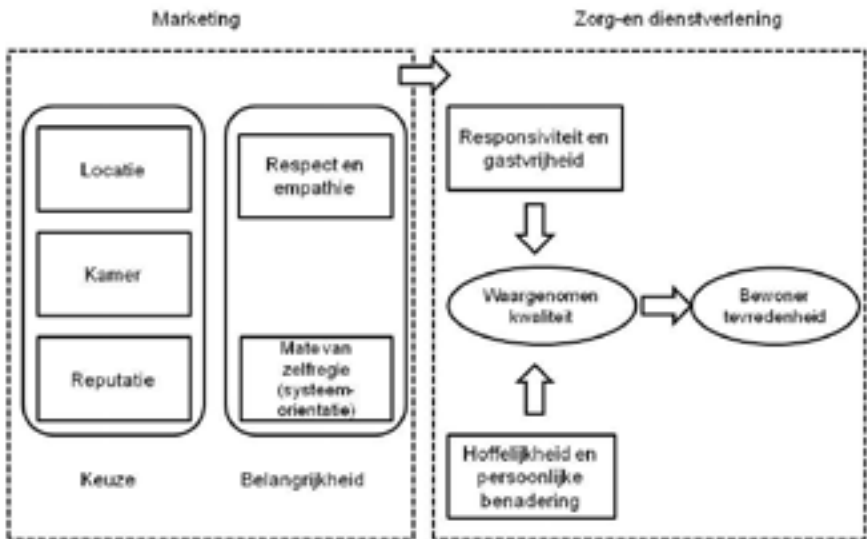 Marketing
Zorg-en dienstverlening
Locatie
Kamer
Reputatie
Keuze
Respect en
empathie
Mate van
zelfregie
(systeem-
orientatie)
Belangrijkheid
Responsiviteit en
gastvrijheid
Waargenomen
kwaliteit
Bewoner
tevredenheid
Hoffelijkheid en
persoonlijke
benadering